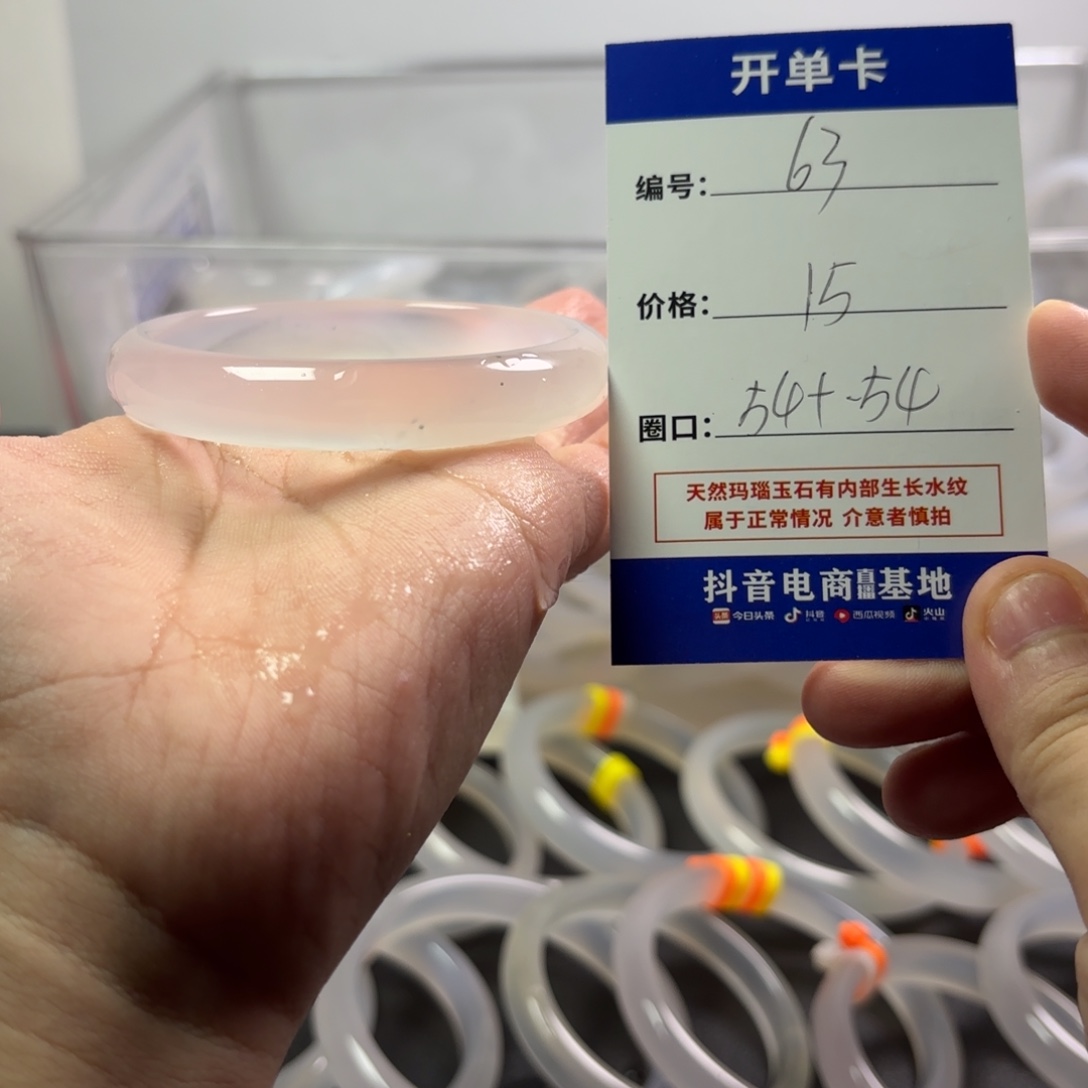 开单卡
编号：63
价格：15
圈口：54+-54
天然玛瑙玉石有内部生长水纹
属于正常情况 介意者慎拍
抖音电商直播基地
头条 今日头条 抖音 西瓜视频 火山